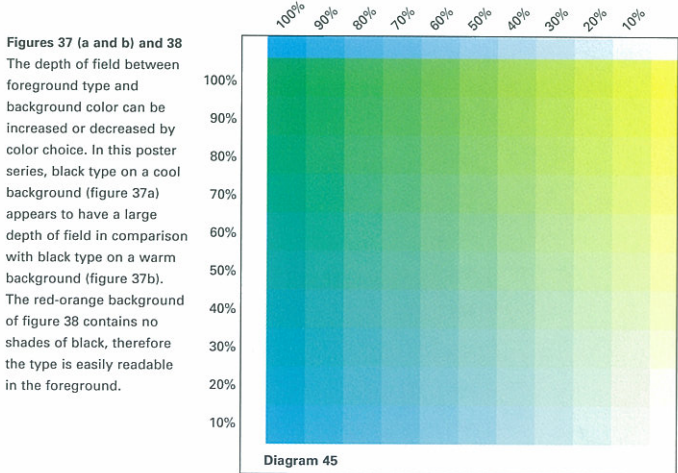 Figures 37 (a and b) and 38
The depth of field between
foreground type and
background color can be
increased or decreased by
color choice. In this poster
series, black type on a cool
background (figure 37a)
appears to have a large
depth of field in comparison
with black type on a warm
background (figure 37b).
The red-orange background
of figure 38 contains no
shades of black, therefore
the type is easily readable
in the foreground.
100% 90% 80% 70% 60% 50% 40% 30% 20% 10%
100%
90%
80%
70%
60%
50%
40%
30%
20%
10%
Diagram 45